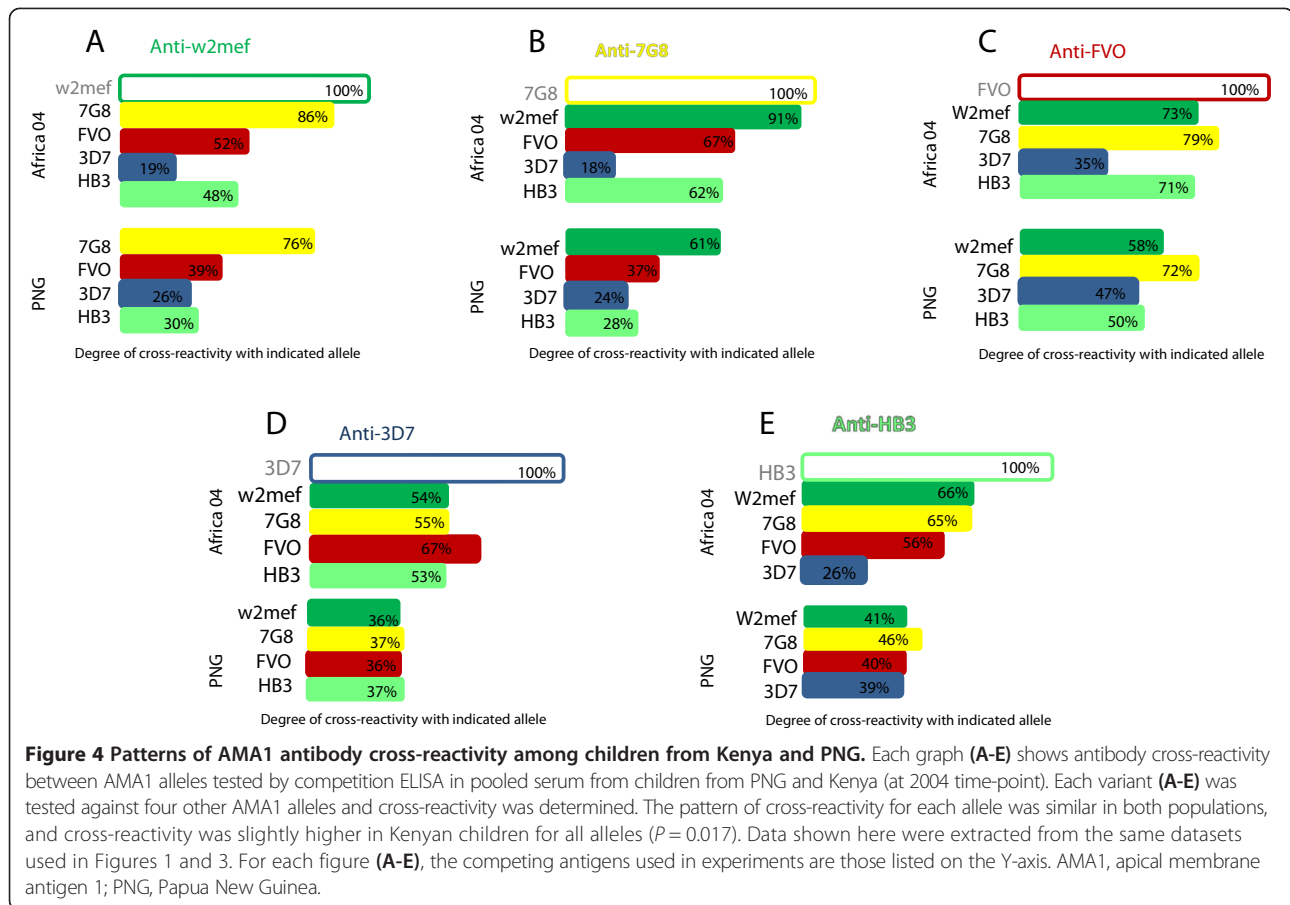 A
Anti-w2mef
w2mef
100%
7G8
86%
FVO
52%
3D7
19%
HB3
48%
Africa 04
7G8
76%
FVO
39%
3D7
26%
HB3
30%
PNG
Degree of cross-reactivity with indicated allele
B
Anti-7G8
7G8
100%
w2mef
91%
FVO
67%
3D7
18%
HB3
62%
Africa 04
w2mef
61%
FVO
37%
3D7
24%
HB3
28%
PNG
Degree of cross-reactivity with indicated allele
C
Anti-FVO
FVO
100%
W2mef
73%
7G8
79%
3D7
35%
HB3
71%
Africa 04
w2mef
58%
7G8
72%
3D7
47%
HB3
50%
PNG
Degree of cross-reactivity with indicated allele
D
Anti-3D7
3D7
100%
w2mef
54%
7G8
55%
FVO
67%
HB3
53%
Africa 04
w2mef
36%
7G8
37%
FVO
36%
HB3
37%
PNG
Degree of cross-reactivity with indicated allele
E
Anti-HB3
HB3
100%
W2mef
66%
7G8
65%
FVO
56%
3D7
26%
Africa 04
W2mef
41%
7G8
46%
FVO
40%
3D7
39%
PNG
Degree of cross-reactivity with indicated allele
Figure 4 Patterns of AMA1 antibody cross-reactivity among children from Kenya and PNG. Each graph (A-E) shows antibody cross-reactivity
between AMA1 alleles tested by competition ELISA in pooled serum from children from PNG and Kenya (at 2004 time-point). Each variant (A-E) was
tested against four other AMA1 alleles and cross-reactivity was determined. The pattern of cross-reactivity for each allele was similar in both populations,
and cross-reactivity was slightly higher in Kenyan children for all alleles (P = 0.017). Data shown here were extracted from the same datasets
used in Figures 1 and 3. For each figure (A-E), the competing antigens used in experiments are those listed on the Y-axis. AMA1, apical membrane
antigen 1; PNG, Papua New Guinea.